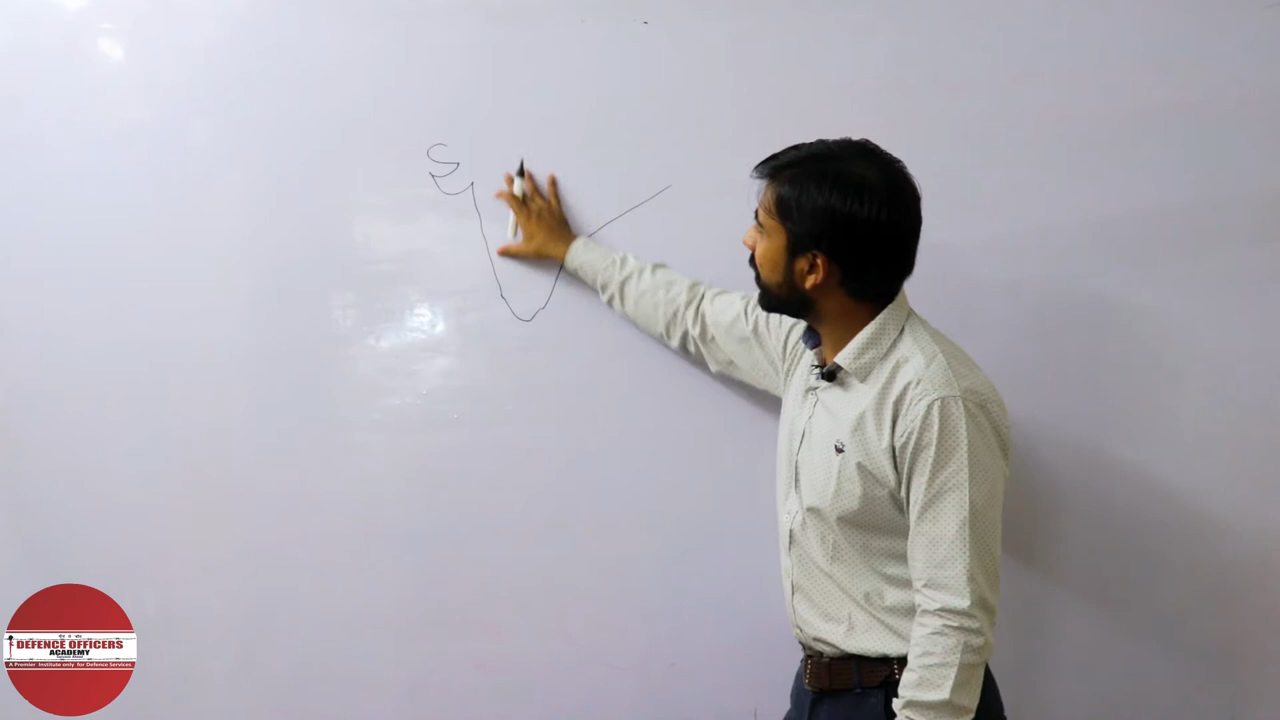 DEFENCE OFFICERS
ACADEMY
A Premier Institute only for Defence Services